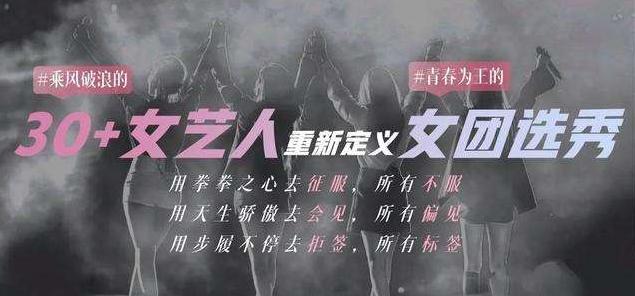 #乘风破浪的
#青春为王的
30+女艺人重新定义女团选秀
用拳拳之心去征服，所有不服
用天生骄傲去会见，所有偏见
用步履不停去拒签，所有标签